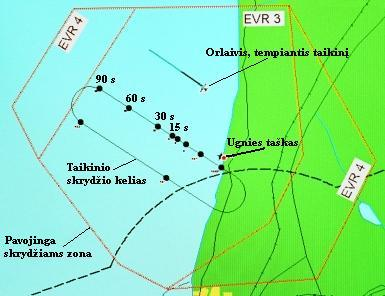 EVR 4
EVR 3
Orlaivis, tempiantis taikinį
90 s
60 s
30 s
15 s
Ugnies taškas
Taikinio
skrydžio kelias
EVR 4
Pavojinga
skrydžiams zona